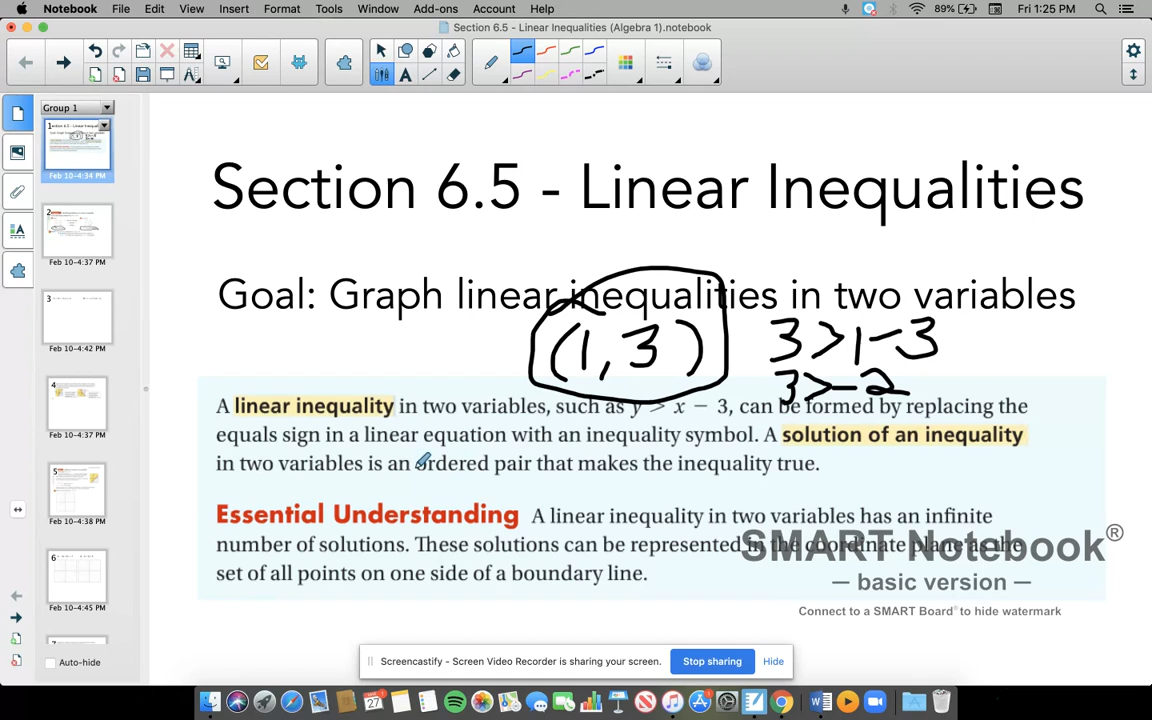 Notebook File Edit View Insert Format Tools Window Add-ons Account Help 89% Fri 1:25 PM
Section 6.5 - Linear Inequalities (Algebra 1).notebook
Group 1
1
Feb 10-4:34 PM
2
Feb 10-4:37 PM
3
Feb 10-4:42 PM
4
Feb 10-4:37 PM
5
Feb 10-4:38 PM
6
Feb 10-4:45 PM
Auto-hide
Section 6.5 - Linear Inequalities
Goal: Graph linear inequalities in two variables
(1, 3) 3 > 1 - 3
3 > -2
A linear inequality in two variables, such as y > x − 3, can be formed by replacing the
equals sign in a linear equation with an inequality symbol. A solution of an inequality
in two variables is an ordered pair that makes the inequality true.
Essential Understanding A linear inequality in two variables has an infinite
number of solutions. These solutions can be represented in the coordinate plane as the
set of all points on one side of a boundary line.
SMART Notebook®
— basic version —
Connect to a SMART Board® to hide watermark
Screencastify - Screen Video Recorder is sharing your screen. Stop sharing Hide